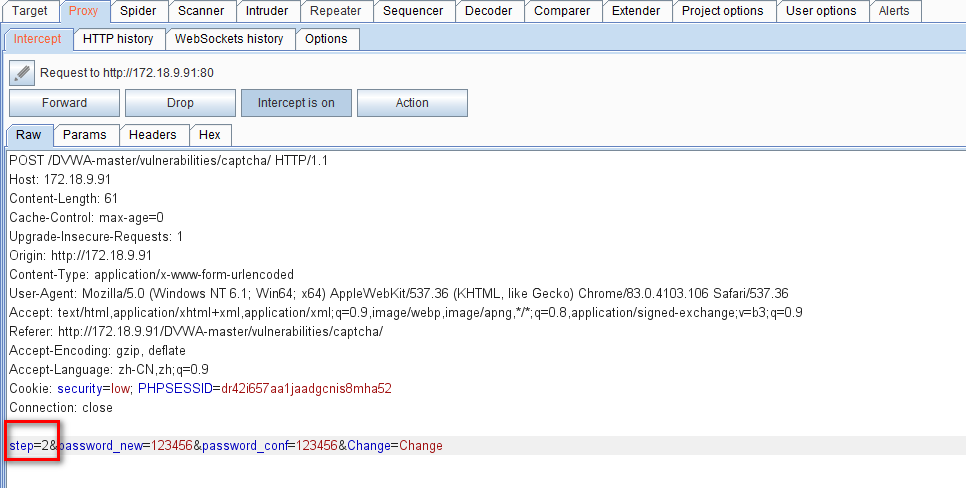 Target Proxy Spider Scanner Intruder Repeater Sequencer Decoder Comparer Extender Project options User options Alerts
Intercept HTTP history WebSockets history Options
Request to http://172.18.9.91:80
Forward Drop Intercept is on Action
Raw Params Headers Hex
POST /DVWA-master/vulnerabilities/captcha/ HTTP/1.1
Host: 172.18.9.91
Content-Length: 61
Cache-Control: max-age=0
Upgrade-Insecure-Requests: 1
Origin: http://172.18.9.91
Content-Type: application/x-www-form-urlencoded
User-Agent: Mozilla/5.0 (Windows NT 6.1; Win64; x64) AppleWebKit/537.36 (KHTML, like Gecko) Chrome/83.0.4103.106 Safari/537.36
Accept: text/html,application/xhtml+xml,application/xml;q=0.9,image/webp,image/apng,*/*;q=0.8,application/signed-exchange;v=b3;q=0.9
Referer: http://172.18.9.91/DVWA-master/vulnerabilities/captcha/
Accept-Encoding: gzip, deflate
Accept-Language: zh-CN,zh;q=0.9
Cookie: security=low; PHPSESSID=dr42i657aa1jaadgcnis8mha52
Connection: close
step=2&password_new=123456&password_conf=123456&Change=Change